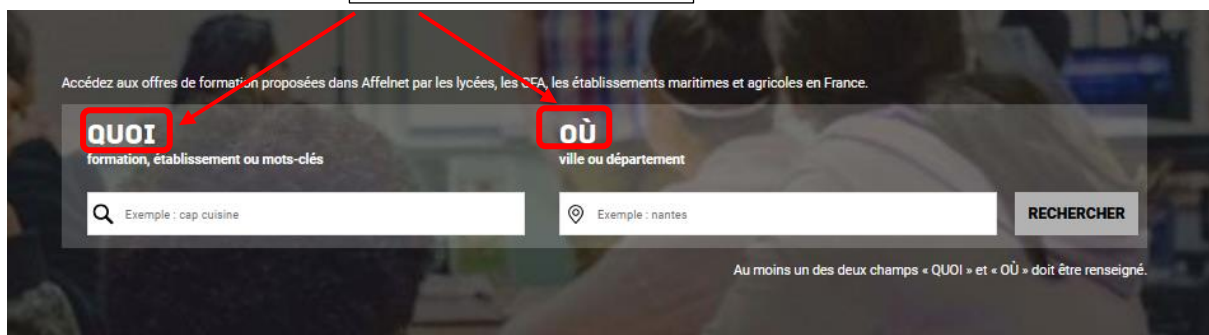 Accédez aux offres de formation proposées dans Affelnet par les lycées, les CFA, les établissements maritimes et agricoles en France.
QUOI
formation, établissement ou mots-clés
Exemple : cap cuisine
OÙ
ville ou département
Exemple : nantes
RECHERCHER
Au moins un des deux champs « QUOI » et « OÙ » doit être renseigné.